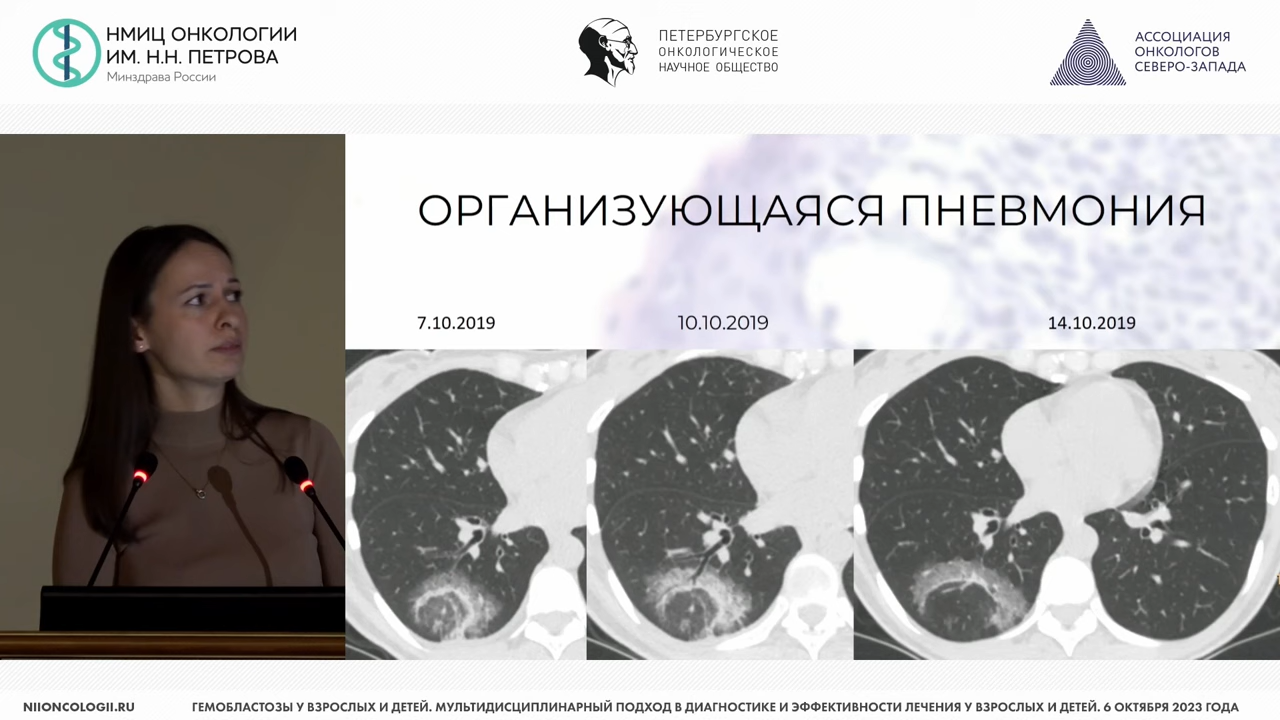 НМИЦ ОНКОЛОГИИ
ИМ. Н.Н. ПЕТРОВА
Минздрава России
ПЕТЕРБУРГСКОЕ
ОНКОЛОГИЧЕСКОЕ
НАУЧНОЕ ОБЩЕСТВО
АССОЦИАЦИЯ
ОНКОЛОГОВ
СЕВЕРО-ЗАПАДА
ОРГАНИЗУЮЩАЯСЯ ПНЕВМОНИЯ
7.10.2019
10.10.2019
14.10.2019
NIIONCOLOGII.RU
ГЕМОБЛАСТОЗЫ У ВЗРОСЛЫХ И ДЕТЕЙ. МУЛЬТИДИСЦИПЛИНАРНЫЙ ПОДХОД В ДИАГНОСТИКЕ И ЭФФЕКТИВНОСТИ ЛЕЧЕНИЯ У ВЗРОСЛЫХ И ДЕТЕЙ. 6 ОКТЯБРЯ 2023 ГОДА